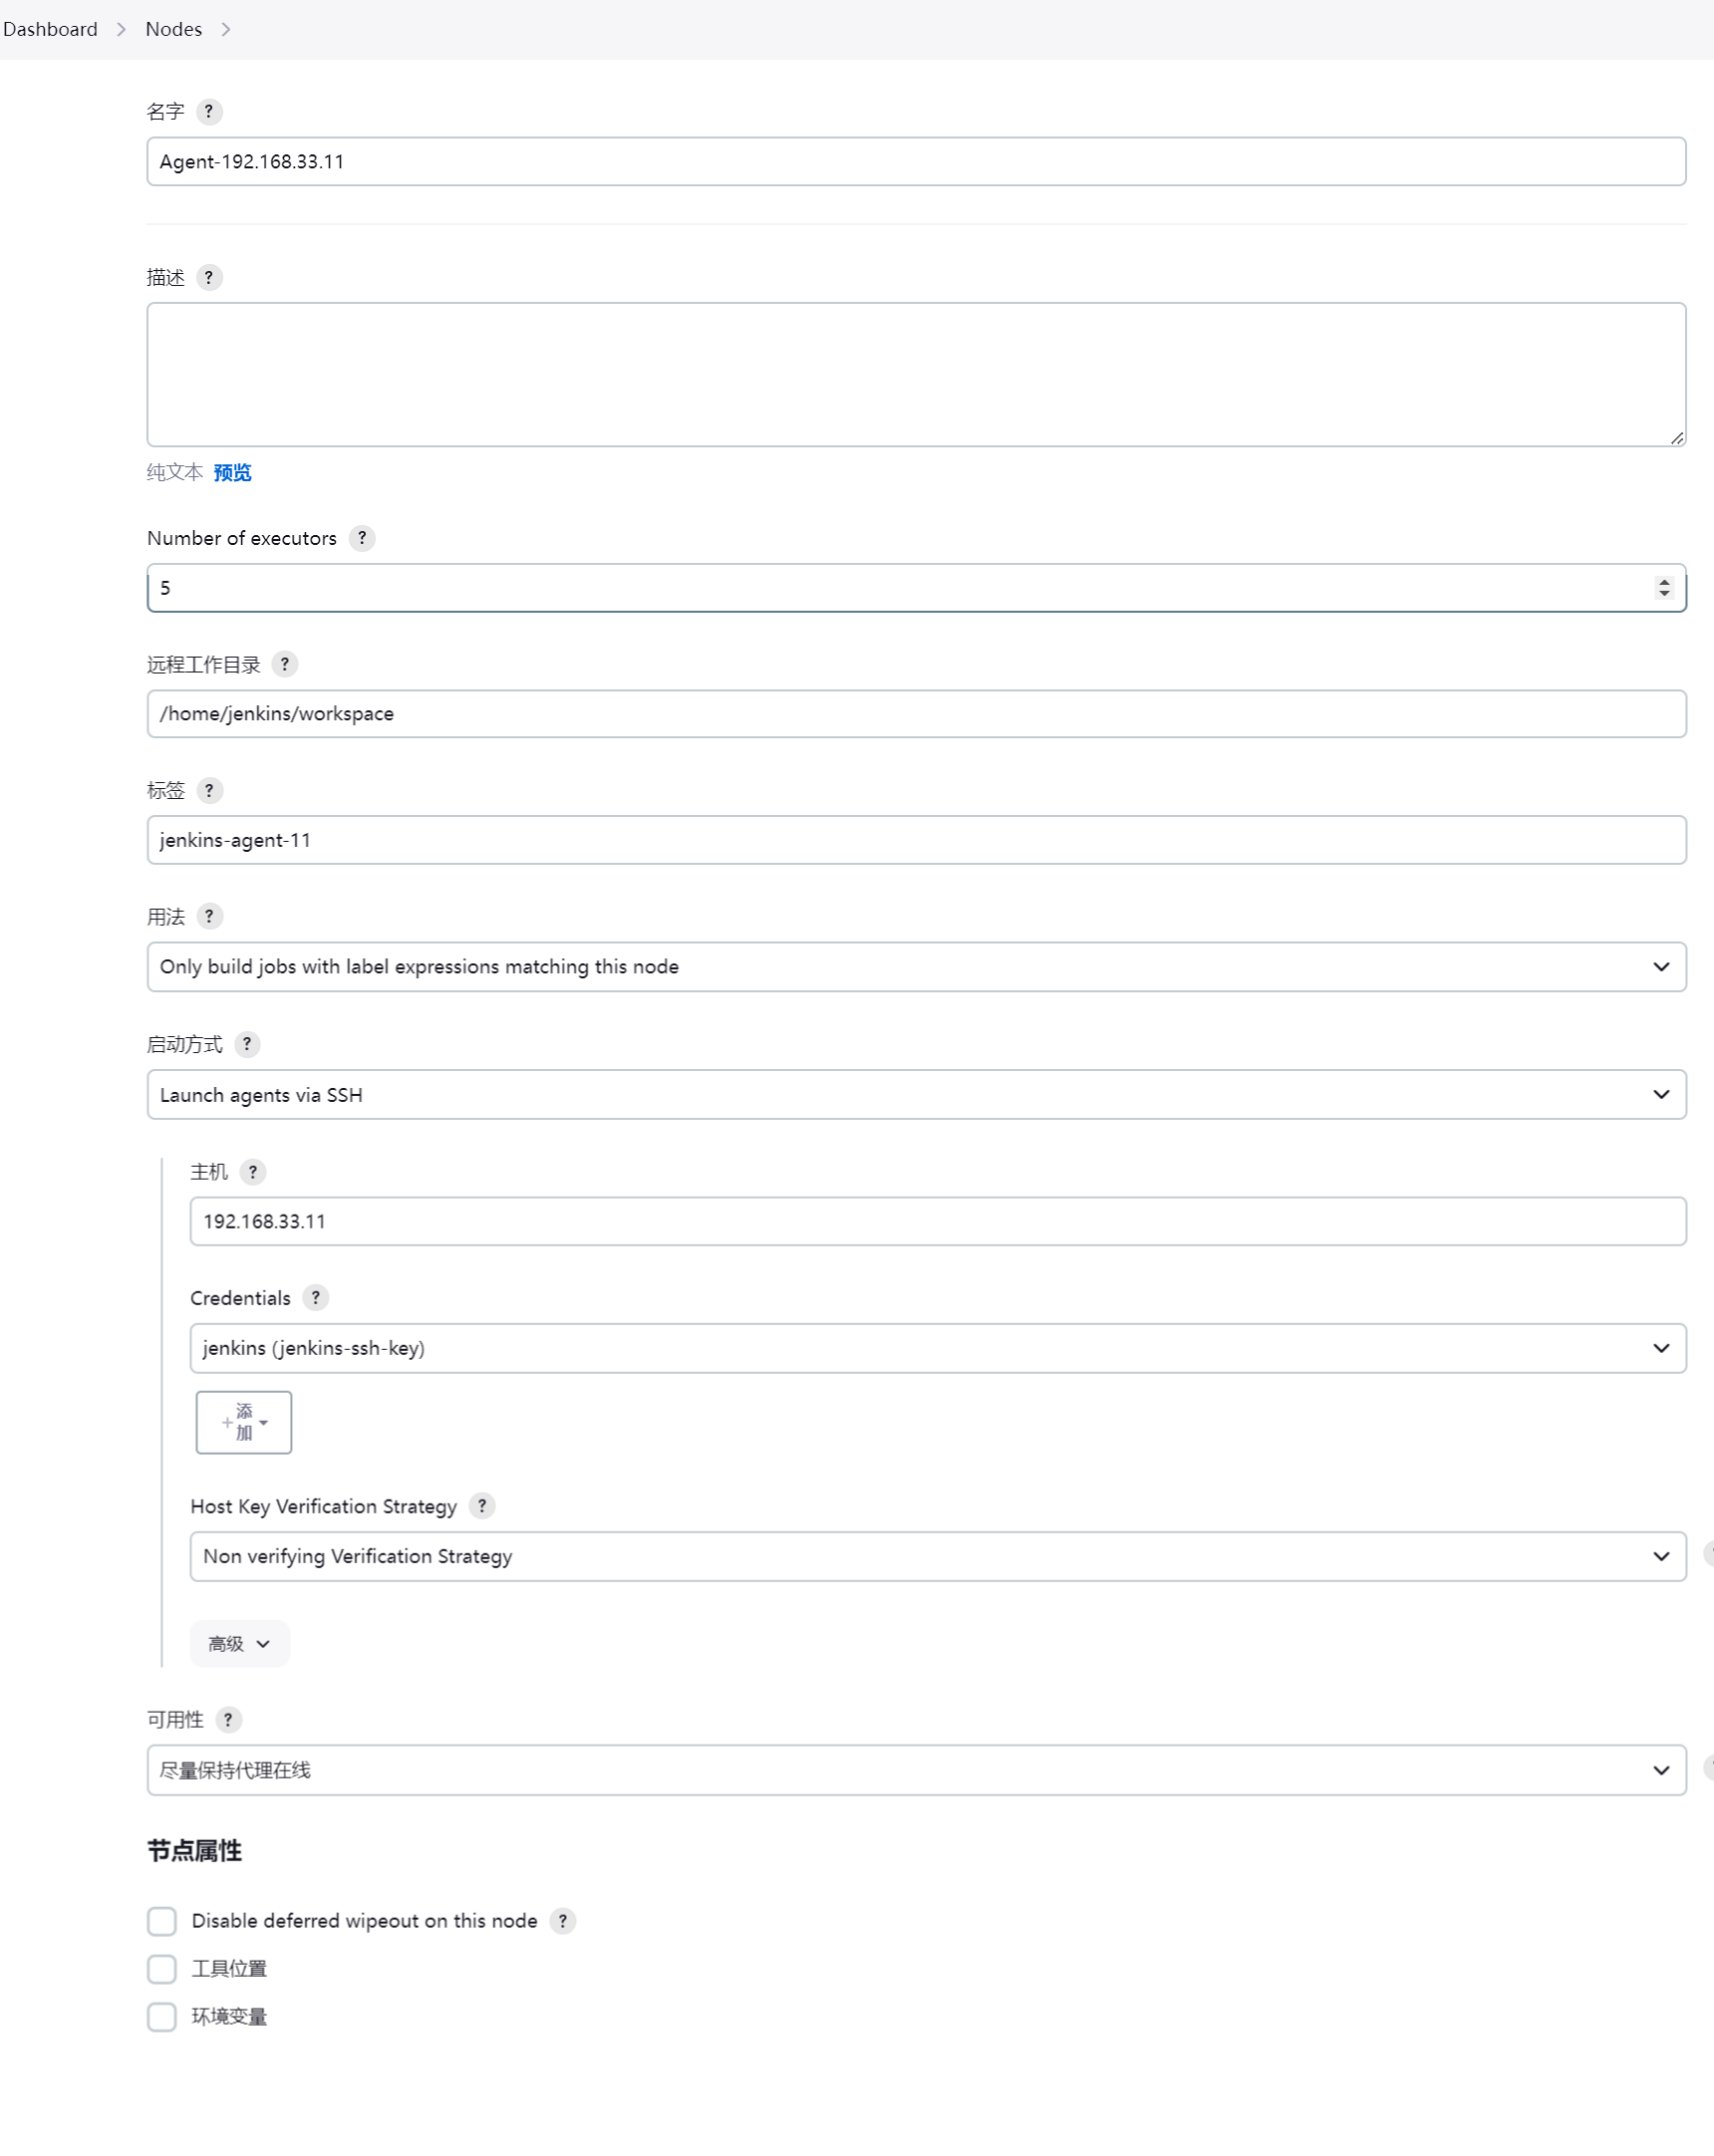 Dashboard > Nodes >
名字 ?
Agent-192.168.33.11
描述 ?
纯文本 预览
Number of executors ?
5
远程工作目录 ?
/home/jenkins/workspace
标签 ?
jenkins-agent-11
用法 ?
Only build jobs with label expressions matching this node
启动方式 ?
Launch agents via SSH
主机 ?
192.168.33.11
Credentials ?
jenkins (jenkins-ssh-key)
+添
加
Host Key Verification Strategy ?
Non verifying Verification Strategy
高级
可用性 ?
尽量保持代理在线
节点属性
Disable deferred wipeout on this node ?
工具位置
环境变量